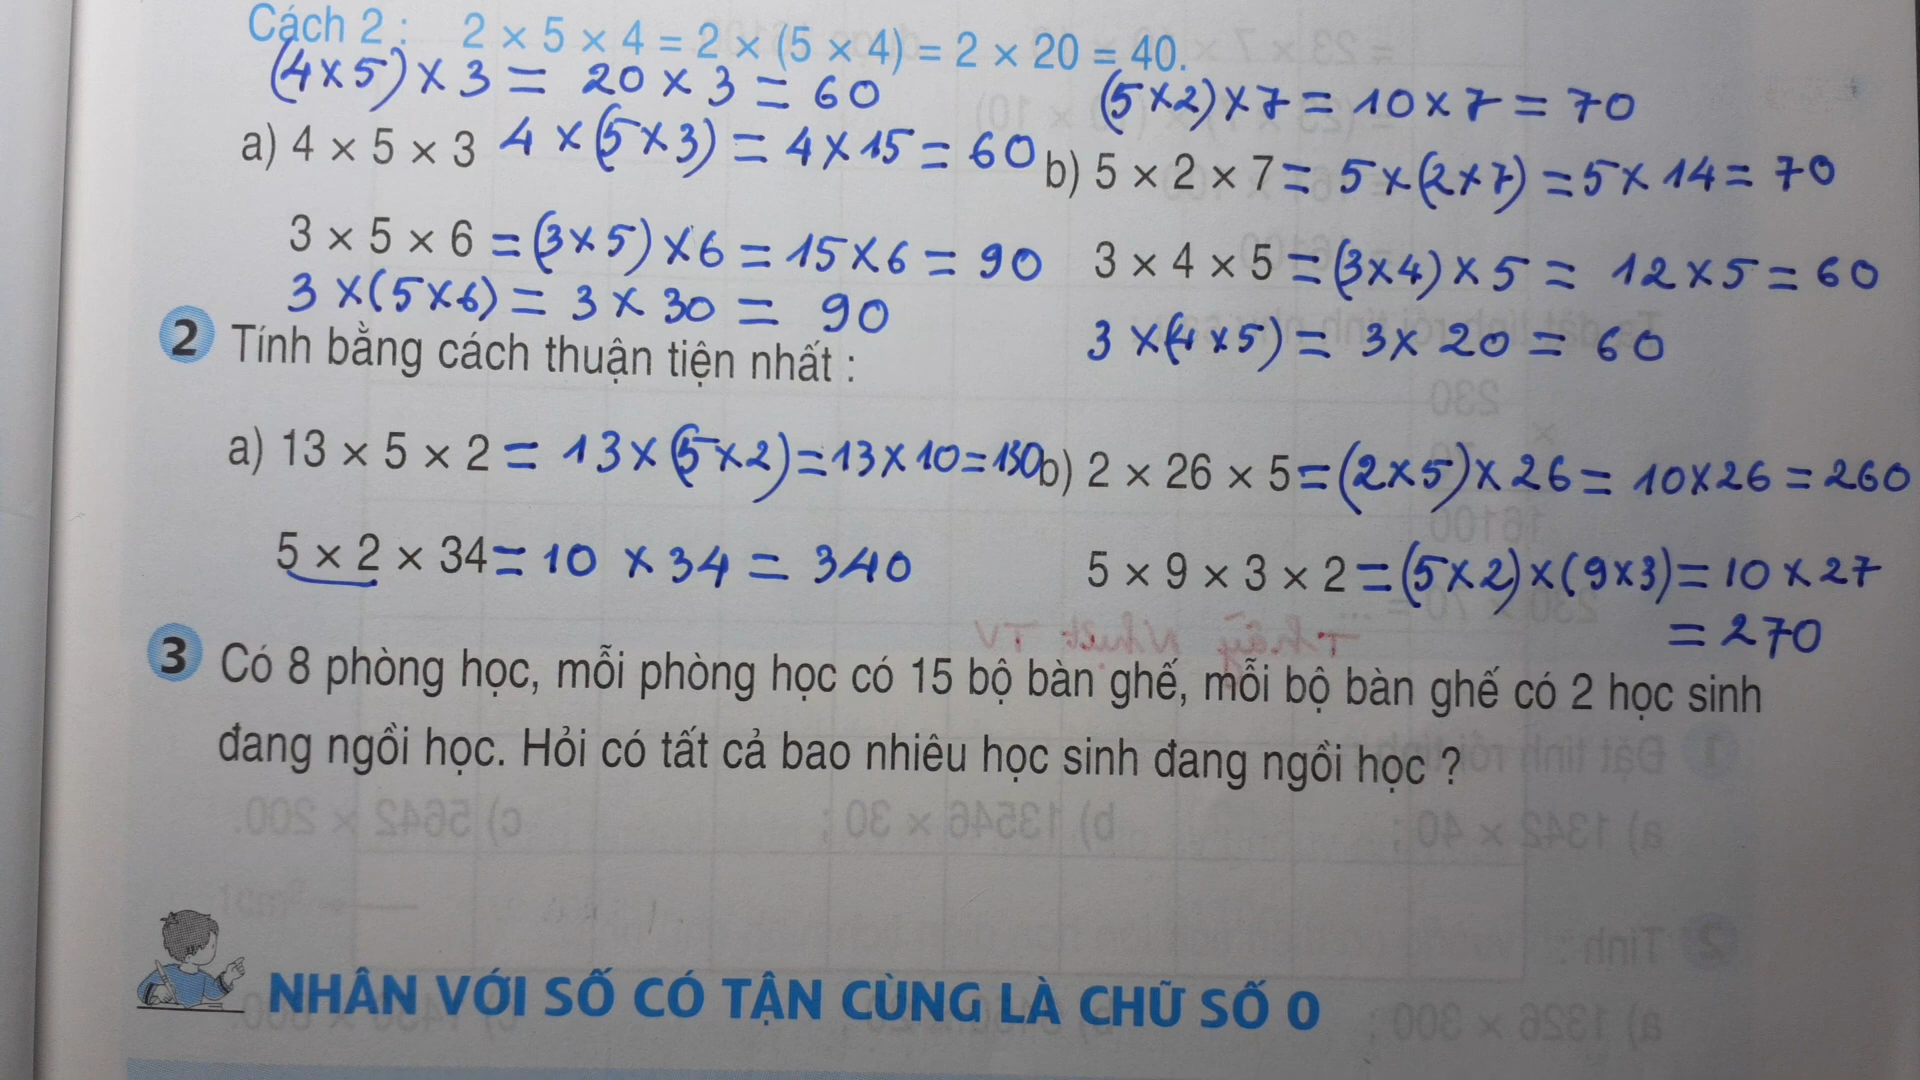 Cách 2 : 2 × 5 × 4 = 2 × (5 × 4) = 2 × 20 = 40.
(4 × 5) × 3 = 20 × 3 = 60
a) 4 × 5 × 3 4 × (5 × 3) = 4 × 15 = 60
3 × 5 × 6 = (3 × 5) × 6 = 15 × 6 = 90
3 × (5 × 6) = 3 × 30 = 90
(5 × 2) × 7 = 10 × 7 = 70
b) 5 × 2 × 7 = 5 × (2 × 7) = 5 × 14 = 70
3 × 4 × 5 = (3 × 4) × 5 = 12 × 5 = 60
3 × (4 × 5) = 3 × 20 = 60
2 Tính bằng cách thuận tiện nhất :
a) 13 × 5 × 2 = 13 × (5 × 2) = 13 × 10 = 130
5 × 2 × 34 = 10 × 34 = 340
b) 2 × 26 × 5 = (2 × 5) × 26 = 10 × 26 = 260
5 × 9 × 3 × 2 = (5 × 2) × (9 × 3) = 10 × 27
= 270
3 Có 8 phòng học, mỗi phòng học có 15 bộ bàn ghế, mỗi bộ bàn ghế có 2 học sinh
đang ngồi học. Hỏi có tất cả bao nhiêu học sinh đang ngồi học ?
NHÂN VỚI SỐ CÓ TẬN CÙNG LÀ CHỮ SỐ 0